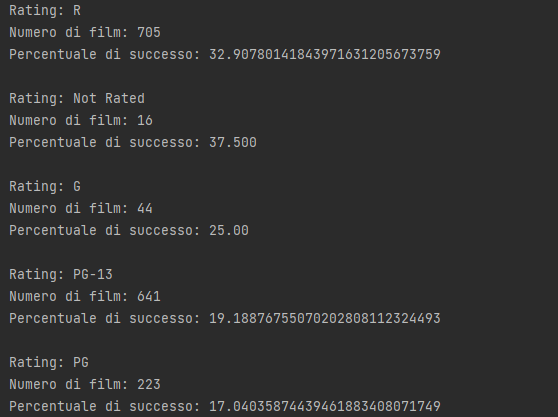 Rating: R
Numero di film: 705
Percentuale di successo: 32.90780141843971631205673759
Rating: Not Rated
Numero di film: 16
Percentuale di successo: 37.500
Rating: G
Numero di film: 44
Percentuale di successo: 25.00
Rating: PG-13
Numero di film: 641
Percentuale di successo: 19.18876755070202808112324493
Rating: PG
Numero di film: 223
Percentuale di successo: 17.04035874439461883408071749